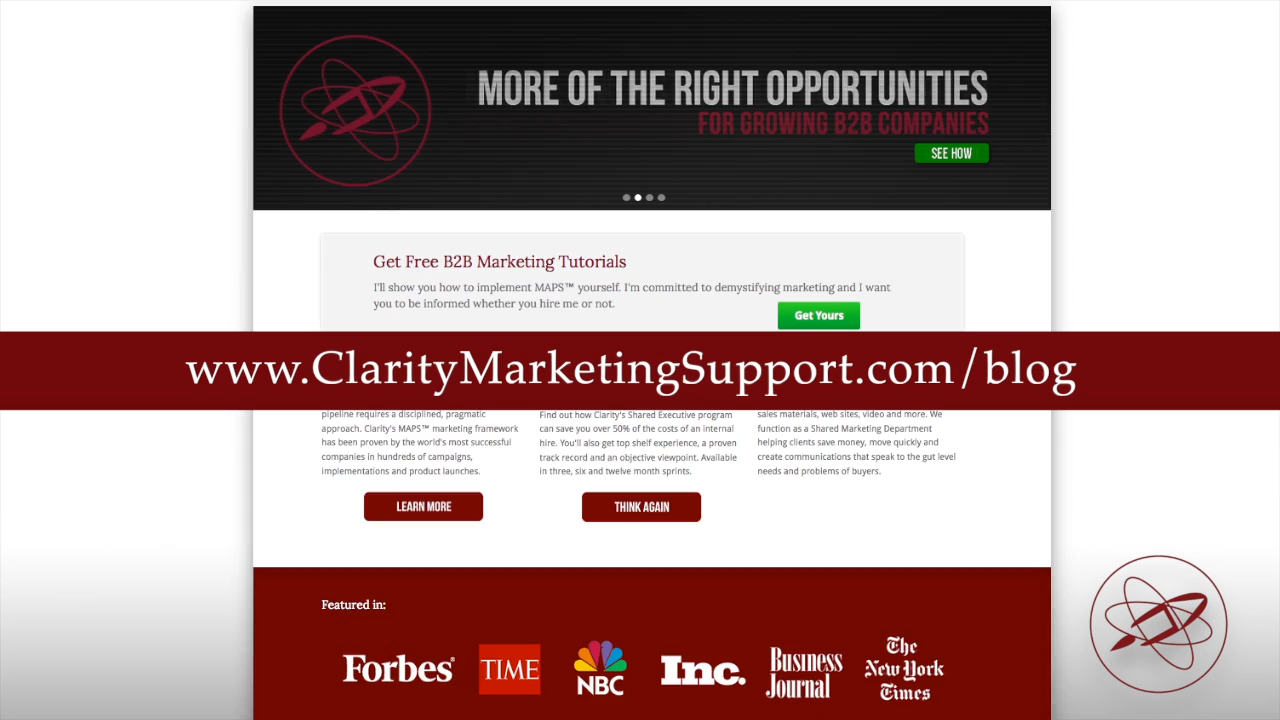 MORE OF THE RIGHT OPPORTUNITIES
FOR GROWING B2B COMPANIES
SEE HOW
Get Free B2B Marketing Tutorials
I'll show you how to implement MAPS™ yourself. I'm committed to demystifying marketing and I want
you to be informed whether you hire me or not.
Get Yours
www.ClarityMarketingSupport.com/blog
pipeline requires a disciplined, pragmatic
approach. Clarity's MAPS™ marketing framework
has been proven by the world's most successful
companies in hundreds of campaigns,
implementations and product launches.
LEARN MORE
Find out how Clarity's Shared Executive program
can save you over 50% of the costs of an internal
hire. You'll also get top shelf experience, a proven
track record and an objective viewpoint. Available
in three, six and twelve month sprints.
THINK AGAIN
sales materials, web sites, video and more. We
function as a Shared Marketing Department
helping clients save money, move quickly and
create communications that speak to the gut level
needs and problems of buyers.
Featured in:
Forbes®
TIME
NBC
Inc.
Business
Journal
The
New York
Times